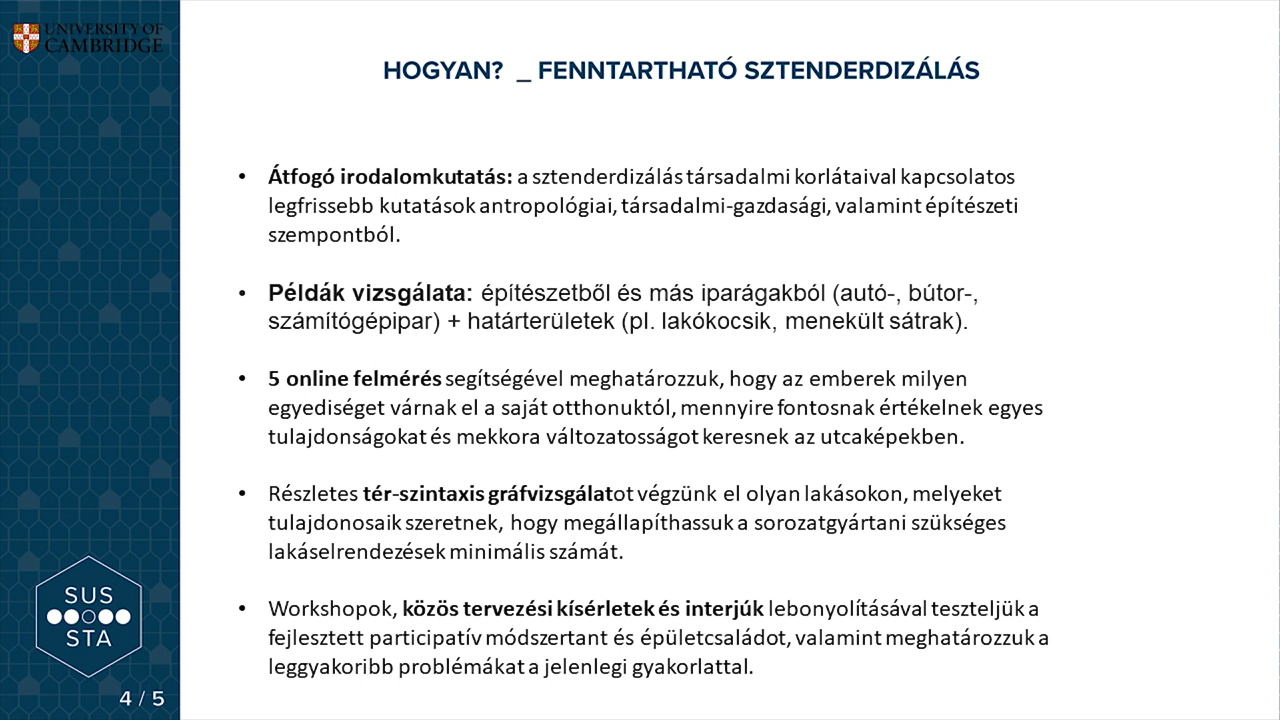 UNIVERSITY OF
CAMBRIDGE
HOGYAN? _ FENNTARTHATÓ SZTENDERDIZÁLÁS
• Átfogó irodalomkutatás: a sztenderdizálás társadalmi korlátaival kapcsolatos
legfrissebb kutatások antropológiai, társadalmi-gazdasági, valamint építészeti
szempontból.
• Példák vizsgálata: építészetből és más iparágakból (autó-, bútor-,
számítógépipar) + határterületek (pl. lakókocsik, menekült sátrak).
• 5 online felmérés segítségével meghatározzuk, hogy az emberek milyen
egyediséget várnak el a saját otthonuktól, mennyire fontosnak értékelnek egyes
tulajdonságokat és mekkora változatosságot keresnek az utcaképekben.
• Részletes tér-szintaxis gráfvizsgálatot végzünk el olyan lakásokon, melyeket
tulajdonosaik szeretnek, hogy megállapíthassuk a sorozatgyártani szükséges
lakáselrendezések minimális számát.
• Workshopok, közös tervezési kísérletek és interjúk lebonyolításával teszteljük a
fejlesztett participatív módszertant és épületcsaládot, valamint meghatározzuk a
leggyakoribb problémákat a jelenlegi gyakorlattal.
SUS
STA
4 / 5